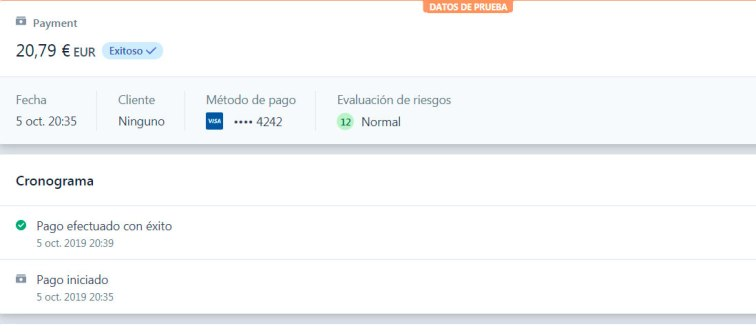 DATOS DE PRUEBA
Payment
20,79 € EUR Exitoso
Fecha Cliente Método de pago Evaluación de riesgos
5 oct. 20:35 Ninguno VISA •••• 4242 12 Normal
Cronograma
Pago efectuado con éxito
5 oct. 2019 20:39
Pago iniciado
5 oct. 2019 20:35